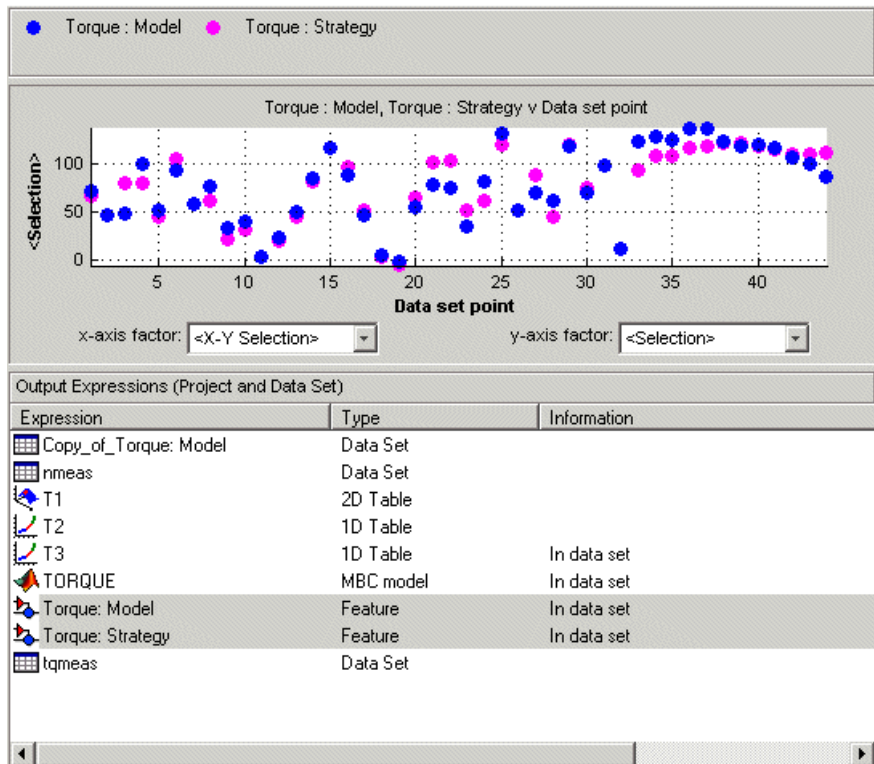 Torque : Model Torque : Strategy
Torque : Model, Torque : Strategy v Data set point
<Selection>
100
50
0
5 10 15 20 25 30 35 40
Data set point
x-axis factor: <X-Y Selection> y-axis factor: <Selection>
Output Expressions (Project and Data Set)
Expression Type Information
Copy_of_Torque: Model Data Set
nmeas Data Set
T1 2D Table
T2 1D Table
T3 1D Table In data set
TORQUE MBC model In data set
Torque: Model Feature In data set
Torque: Strategy Feature In data set
tqmeas Data Set